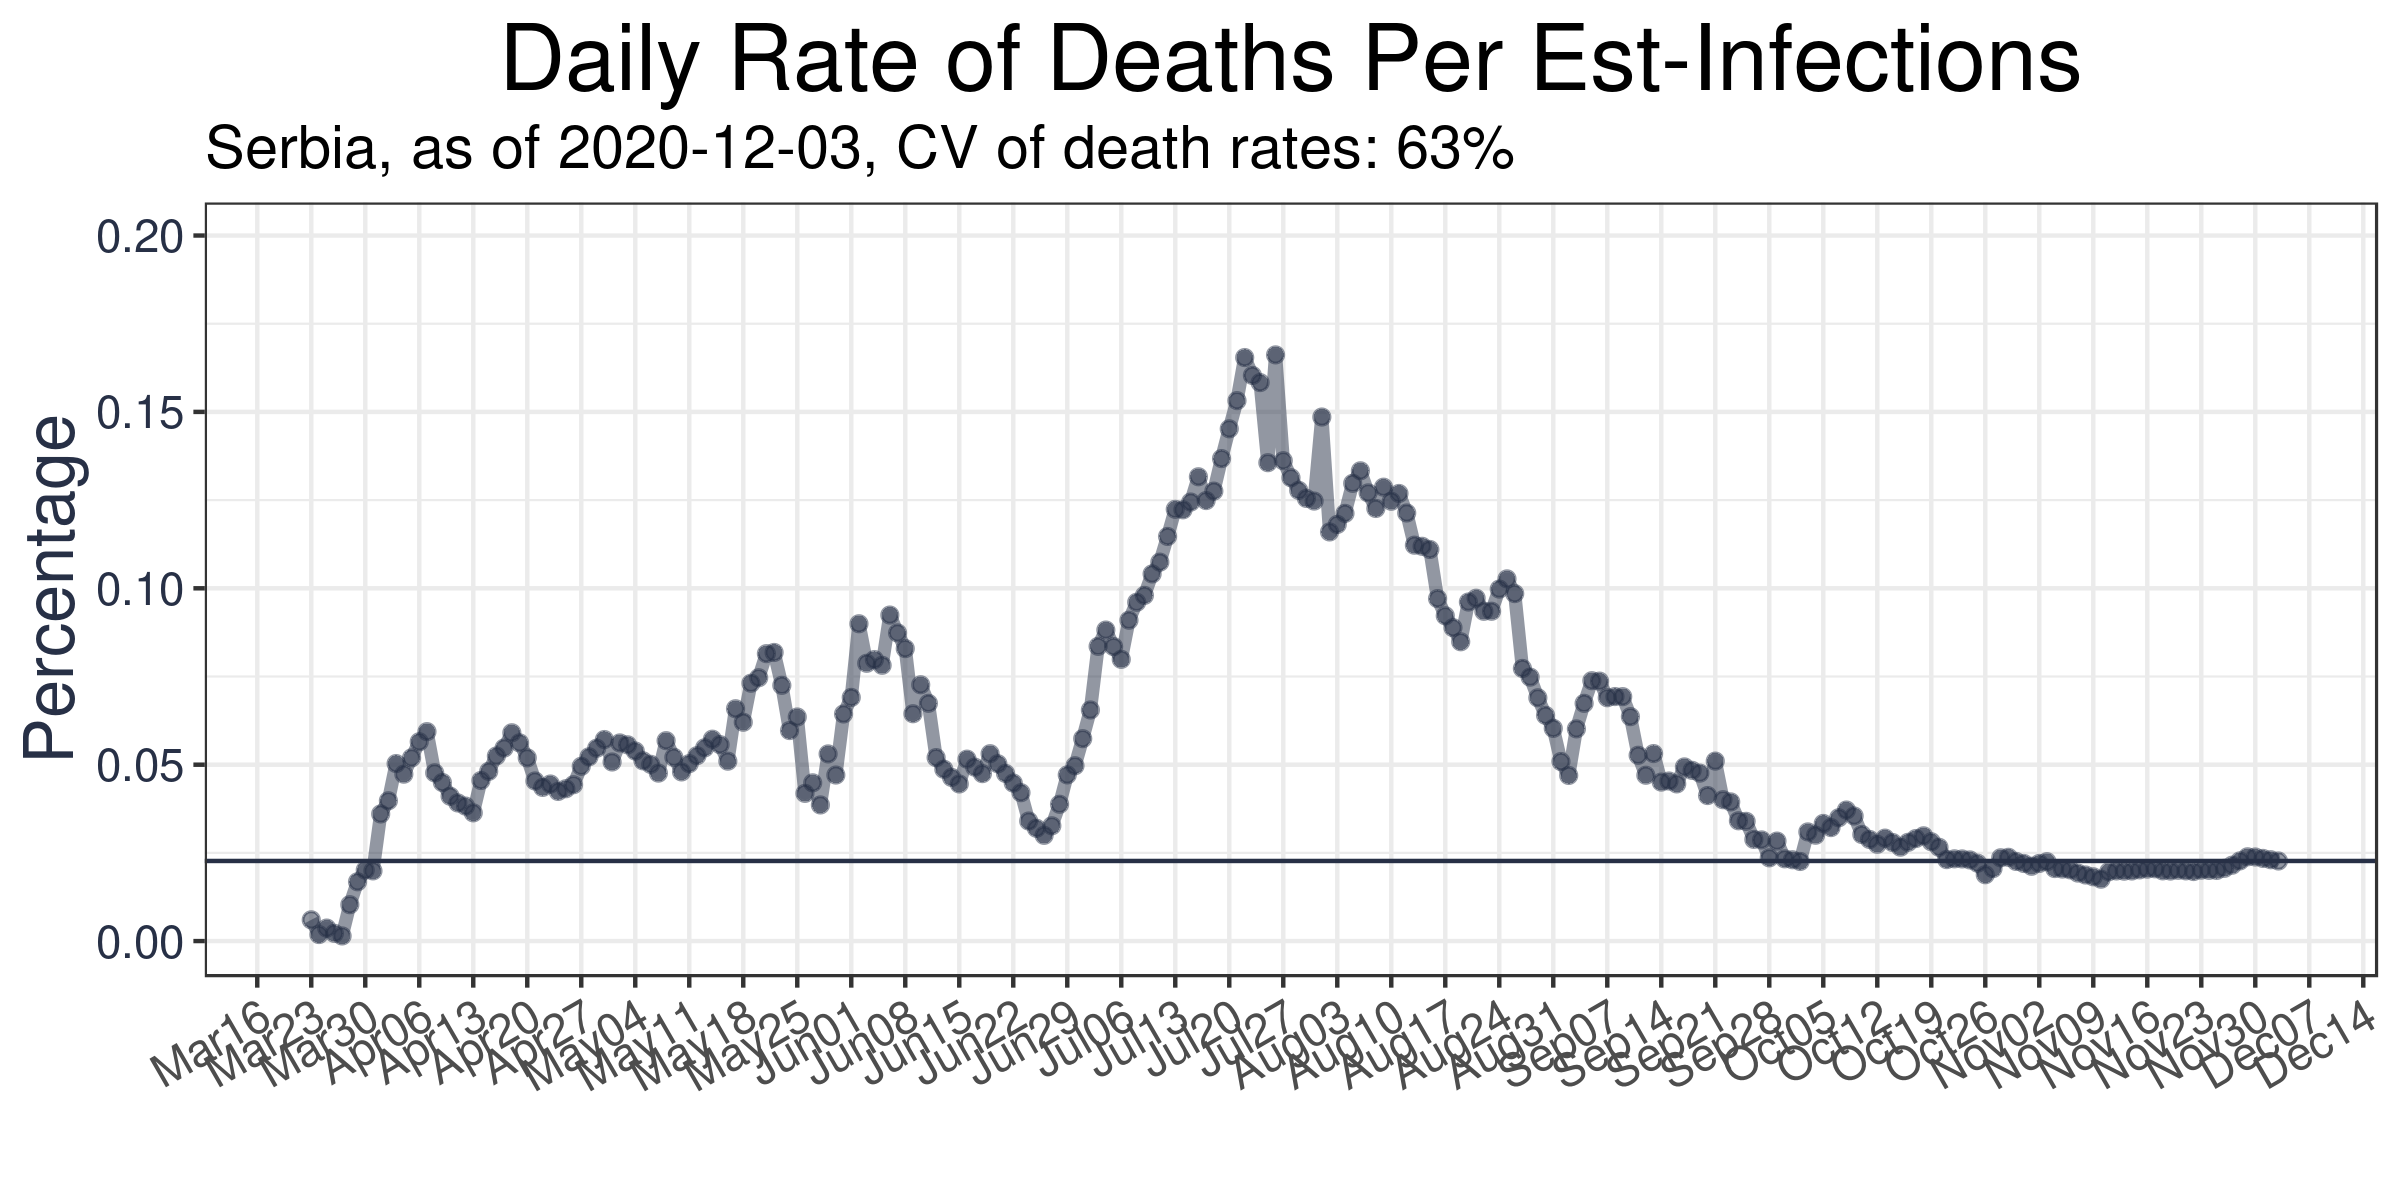 Daily Rate of Deaths Per Est-Infections
Serbia, as of 2020-12-03, CV of death rates: 63%
Percentage
0.20
0.15
0.10
0.05
0.00
Mar16
Mar23
Mar30
Apr06
Apr13
Apr20
Apr27
May04
May11
May18
May25
Jun01
Jun08
Jun15
Jun22
Jun29
Jul06
Jul13
Jul20
Jul27
Aug03
Aug10
Aug17
Aug24
Aug31
Sep07
Sep14
Sep21
Sep28
Oct05
Oct12
Oct19
Oct26
Nov02
Nov09
Nov16
Nov23
Nov30
Dec07
Dec14